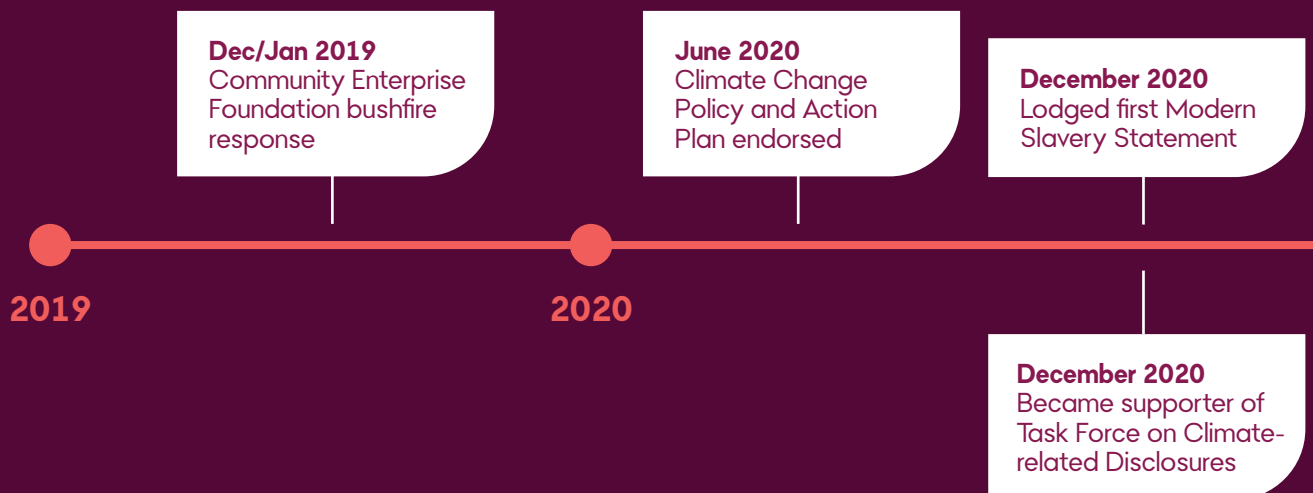 Dec/Jan 2019
Community Enterprise
Foundation bushfire
response
June 2020
Climate Change
Policy and Action
Plan endorsed
December 2020
Lodged first Modern
Slavery Statement
2019
2020
December 2020
Became supporter of
Task Force on Climate-
related Disclosures